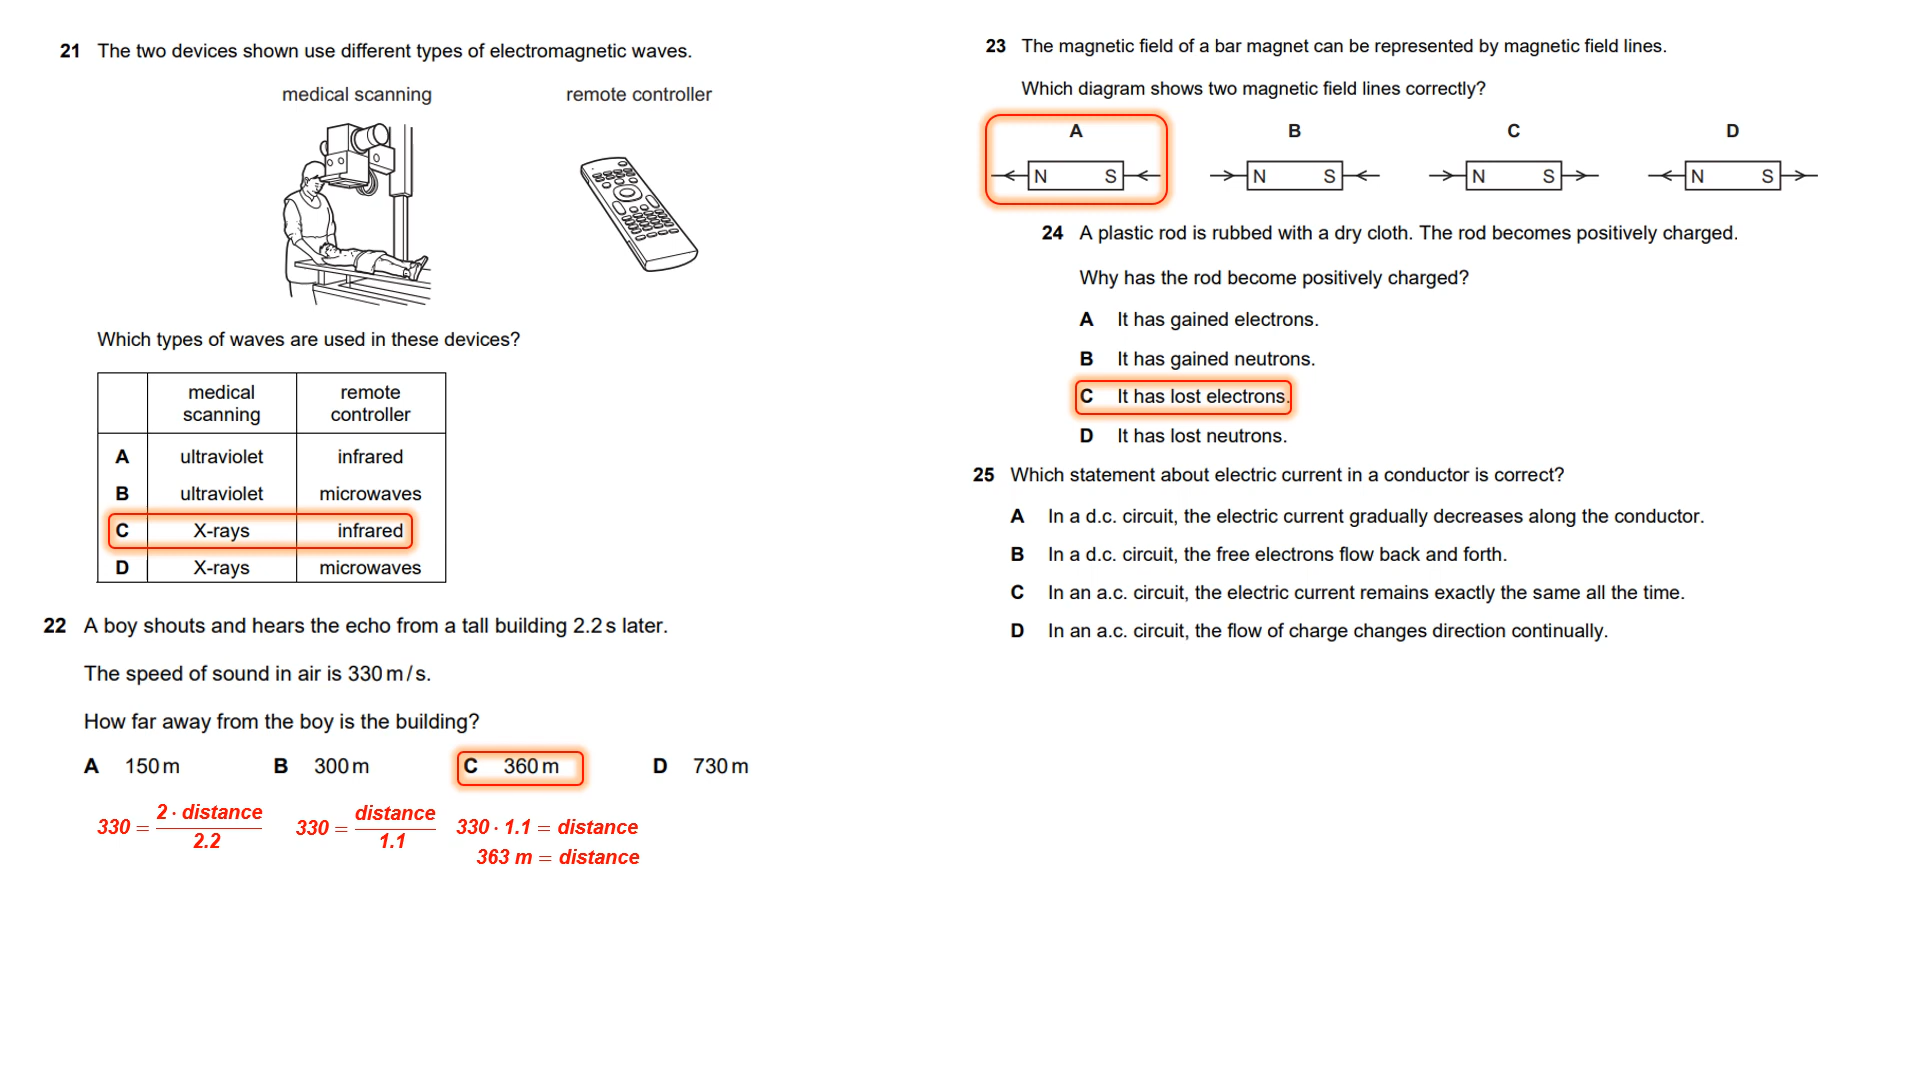 21 The two devices shown use different types of electromagnetic waves.
medical scanning remote controller
Which types of waves are used in these devices?
medical scanning remote controller
A ultraviolet infrared
B ultraviolet microwaves
C X-rays infrared
D X-rays microwaves
22 A boy shouts and hears the echo from a tall building 2.2 s later.
The speed of sound in air is 330 m / s.
How far away from the boy is the building?
A 150 m B 300 m C 360 m D 730 m
330 = 2 · distance / 2.2 330 = distance / 1.1 330 · 1.1 = distance
363 m = distance
23 The magnetic field of a bar magnet can be represented by magnetic field lines.
Which diagram shows two magnetic field lines correctly?
A B C D
N S N S N S N S
24 A plastic rod is rubbed with a dry cloth. The rod becomes positively charged.
Why has the rod become positively charged?
A It has gained electrons.
B It has gained neutrons.
C It has lost electrons.
D It has lost neutrons.
25 Which statement about electric current in a conductor is correct?
A In a d.c. circuit, the electric current gradually decreases along the conductor.
B In a d.c. circuit, the free electrons flow back and forth.
C In an a.c. circuit, the electric current remains exactly the same all the time.
D In an a.c. circuit, the flow of charge changes direction continually.